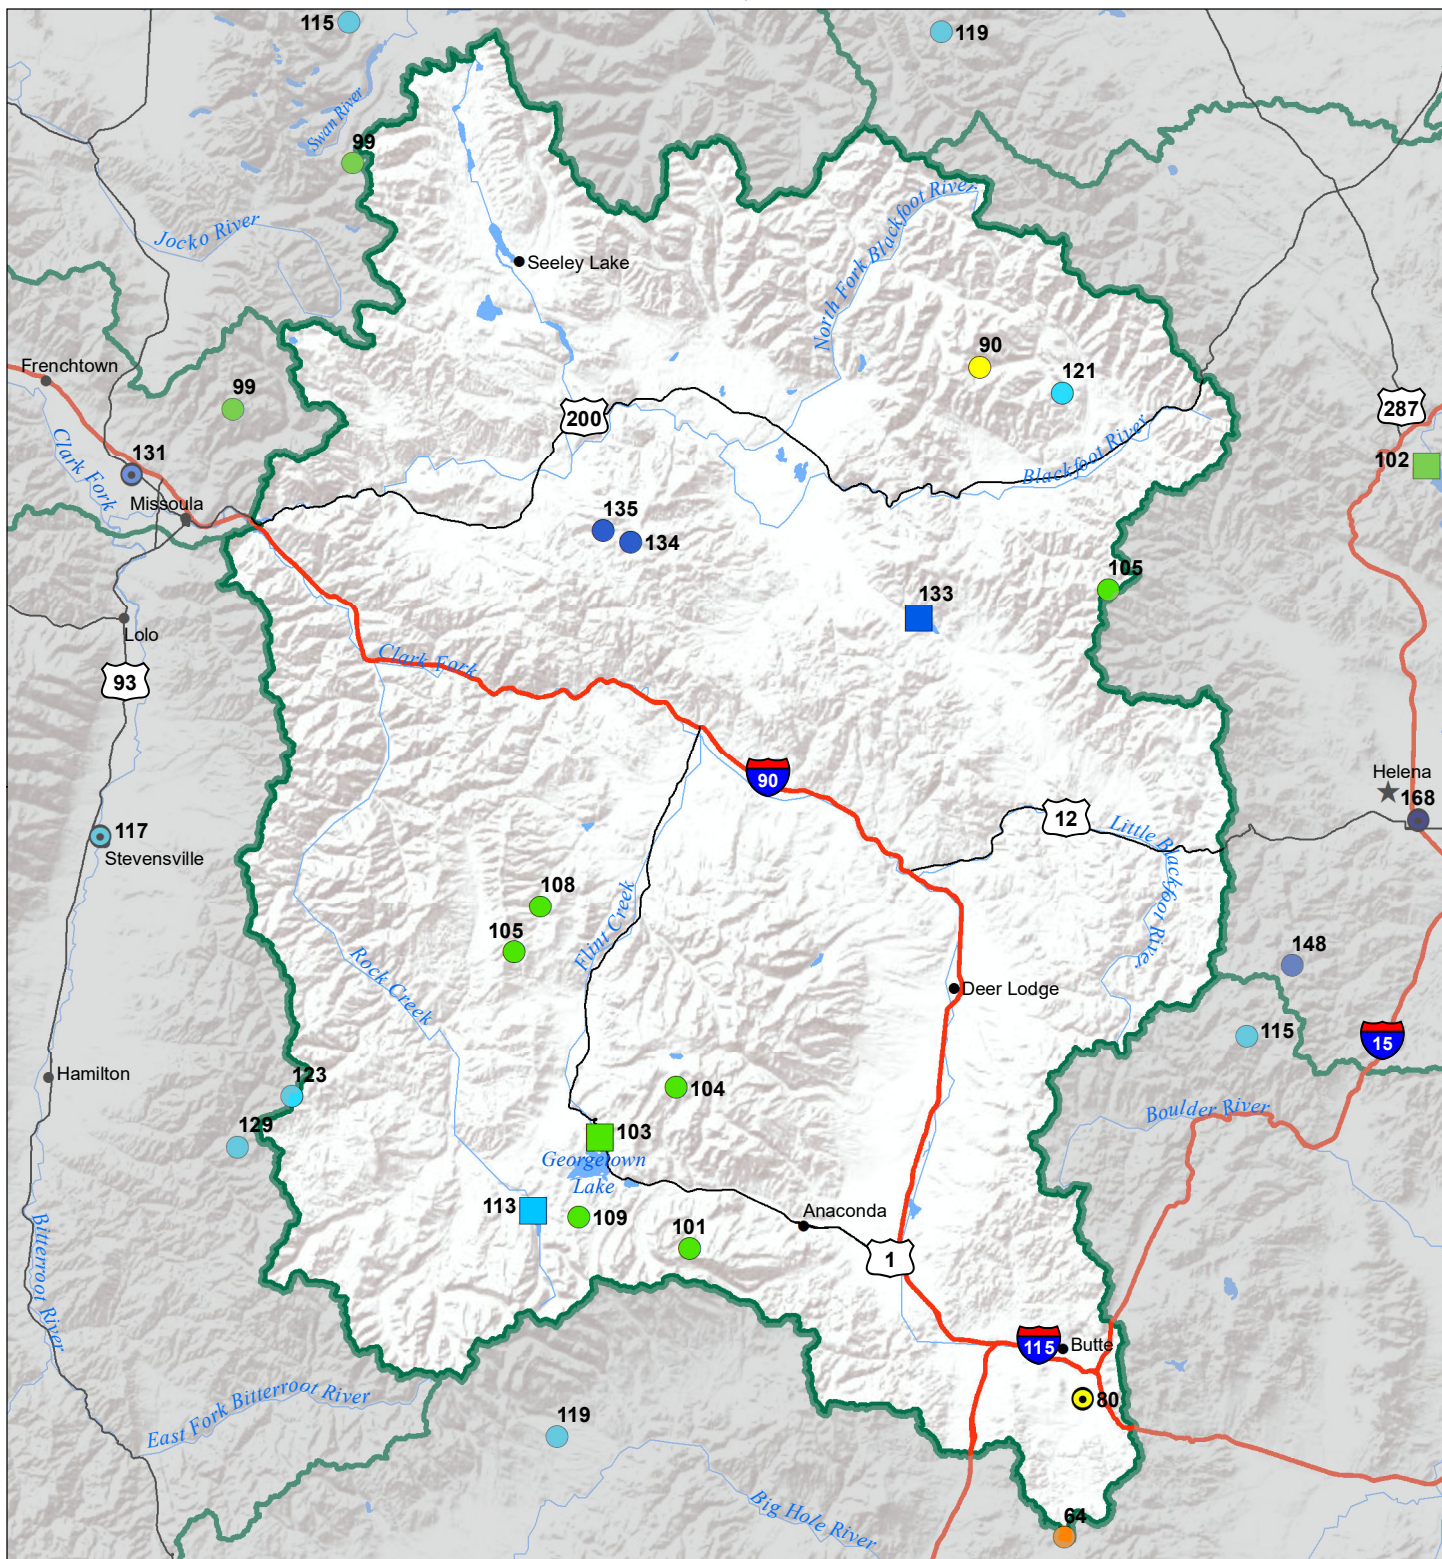 115
119
Swan River
99
Jocko River
North Fork Blackfoot River
Seeley Lake
Frenchtown
90
121
99
200
287
Clark Fork
131
Blackfoot River
102
Missoula
135
134
105
133
Lolo
Clark Fork
93
90
Helena
168
12
Little Blackfoot River
117
Stevensville
108
Flint Creek
105
Rock Creek
148
Deer Lodge
115
15
Hamilton
123
104
Boulder River
129
103
Georgetown
Lake
113
109
Anaconda
101
Bitterroot River
1
115
Butte
80
East Fork Bitterroot River
119
Big Hole River
64